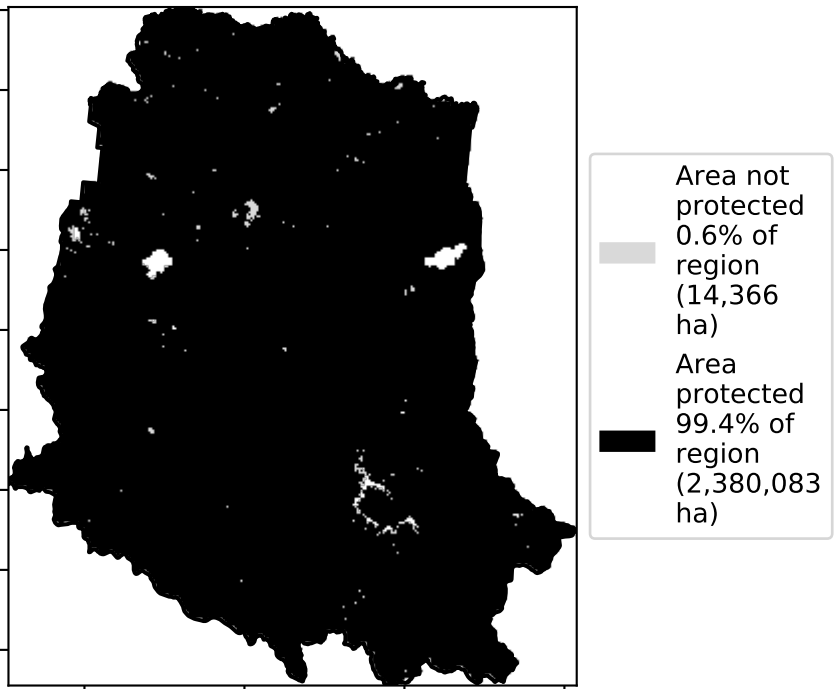 Area not
protected
0.6% of
region
(14,366
ha)
Area
protected
99.4% of
region
(2,380,083
ha)